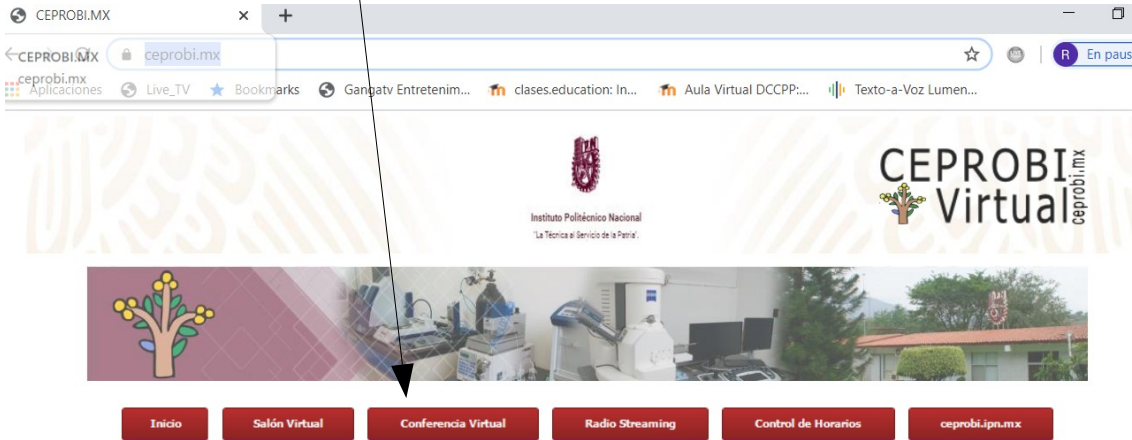 CEPROBI.MX
ceprobi.mx
En paus
CEPROBI.MX
ceprobi.mx
Aplicaciones Live_TV Bookmarks Gangatv Entretenim... clases.education: In... Aula Virtual DCCPP:... Texto-a-Voz Lumen...
Instituto Politécnico Nacional
"La Técnica al Servicio de la Patria".
CEPROBI
Virtual
ceprobi.mx
Inicio Salón Virtual Conferencia Virtual Radio Streaming Control de Horarios ceprobi.ipn.mx